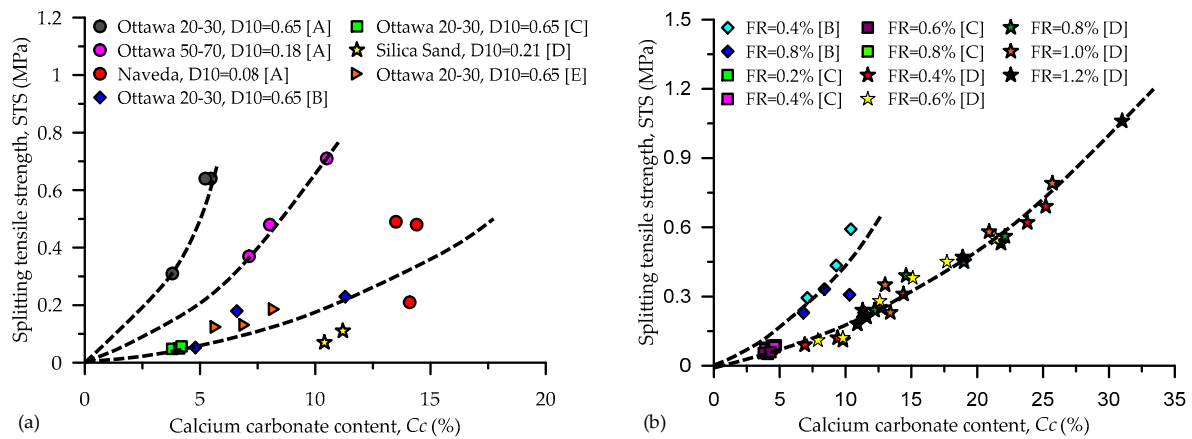 Ottawa 20-30, D10=0.65 [A]
Ottawa 50-70, D10=0.18 [A]
Naveda, D10=0.08 [A]
Ottawa 20-30, D10=0.65 [B]
Ottawa 20-30, D10=0.65 [C]
Silica Sand, D10=0.21 [D]
Ottawa 20-30, D10=0.65 [E]
Splitting tensile strength, STS (MPa)
1.2
1
0.8
0.6
0.4
0.2
0
0 5 10 15 20
Calcium carbonate content, Cc (%)
(a)
FR=0.4% [B]
FR=0.8% [B]
FR=0.2% [C]
FR=0.4% [C]
FR=0.6% [C]
FR=0.8% [C]
FR=0.4% [D]
FR=0.6% [D]
FR=0.8% [D]
FR=1.0% [D]
FR=1.2% [D]
Splitting tensile strength, STS (MPa)
1.5
1.2
0.9
0.6
0.3
0
0 5 10 15 20 25 30 35
Calcium carbonate content, Cc (%)
(b)